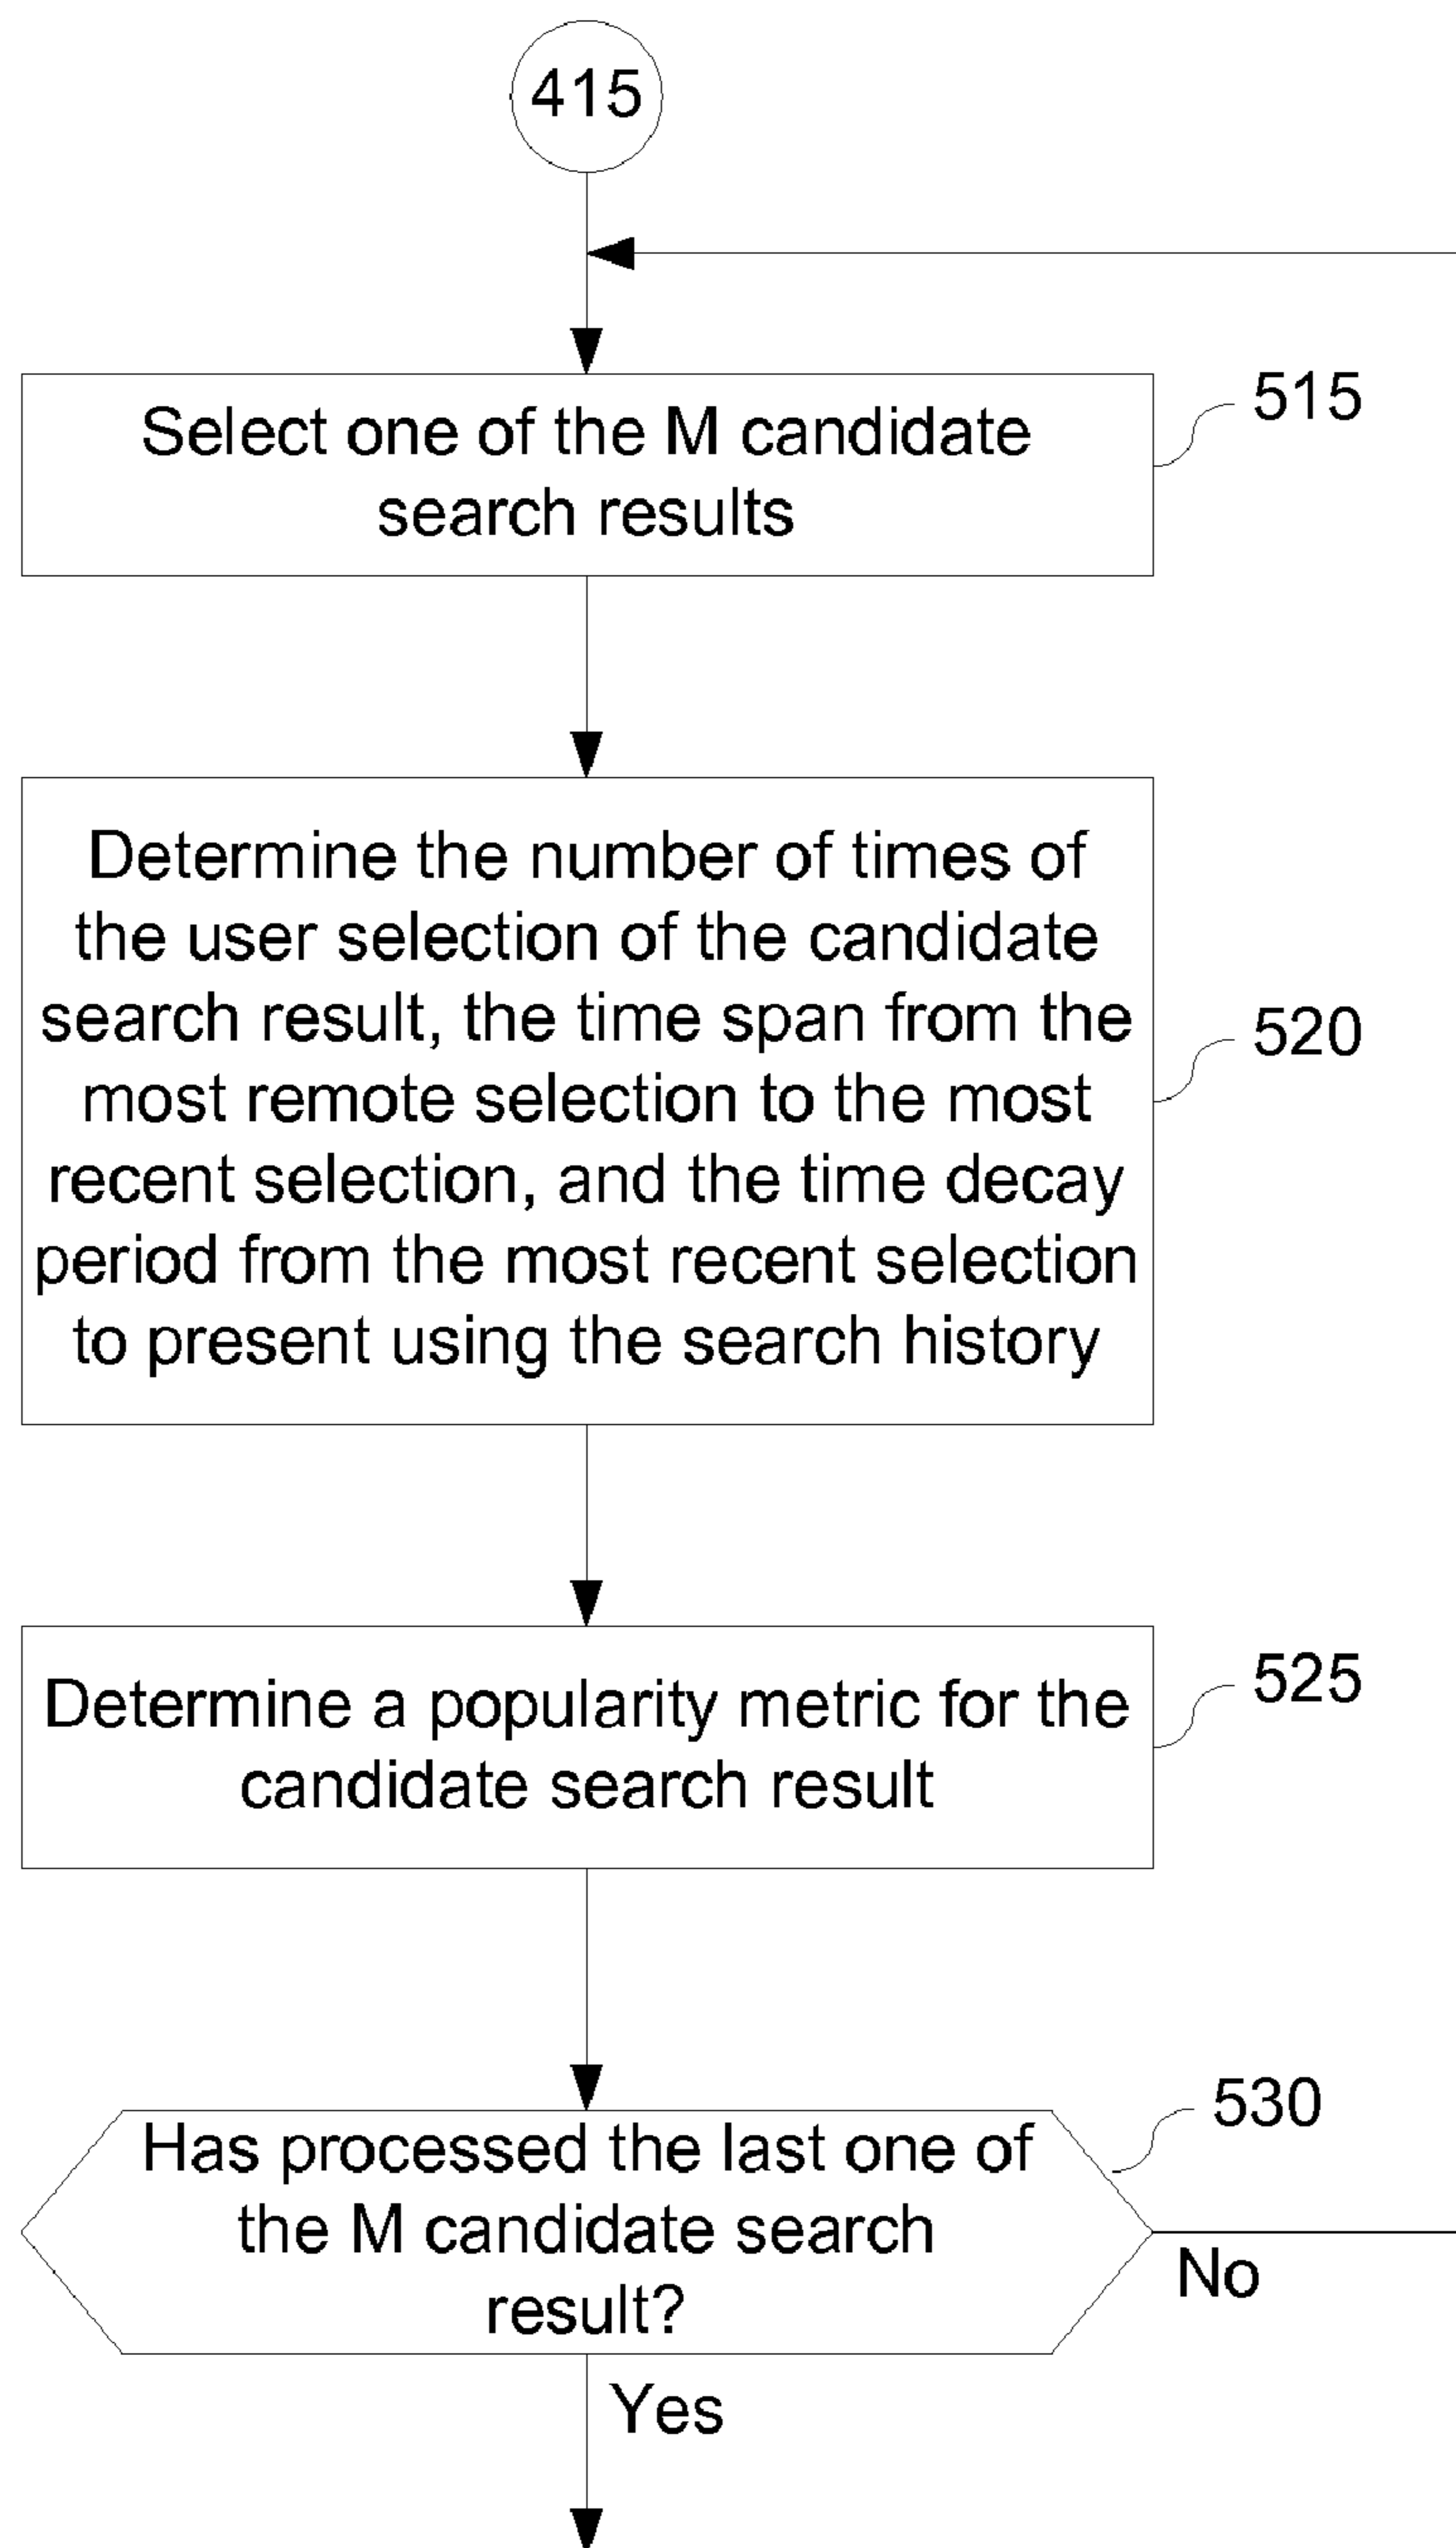 415
Select one of the M candidate
search results
515
Determine the number of times of
the user selection of the candidate
search result, the time span from the
most remote selection to the most
recent selection, and the time decay
period from the most recent selection
to present using the search history
520
Determine a popularity metric for the
candidate search result
525
Has processed the last one of
the M candidate search
result?
530
No
Yes